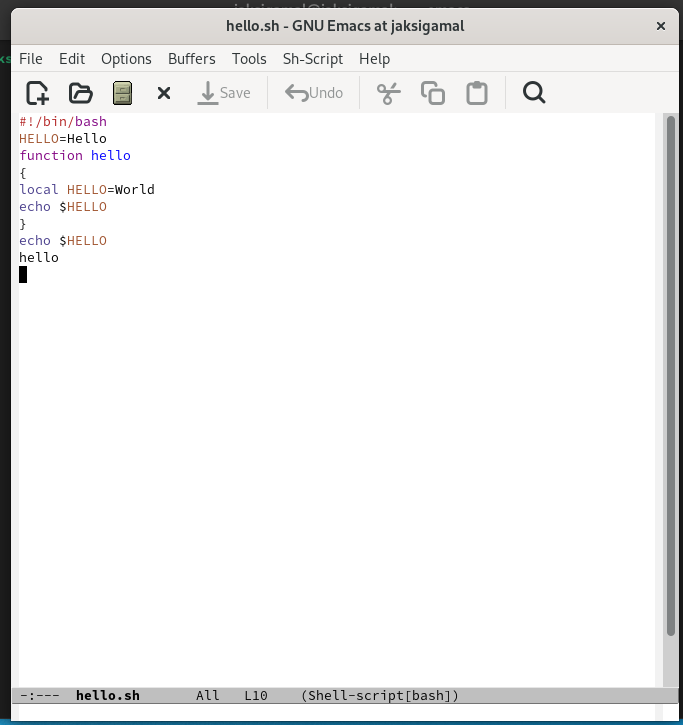 hello.sh - GNU Emacs at jaksigamal
File Edit Options Buffers Tools Sh-Script Help
Save Undo
#!/bin/bash
HELLO=Hello
function hello
{
local HELLO=World
echo $HELLO
}
echo $HELLO
hello
-:--- hello.sh All L10 (Shell-script[bash])